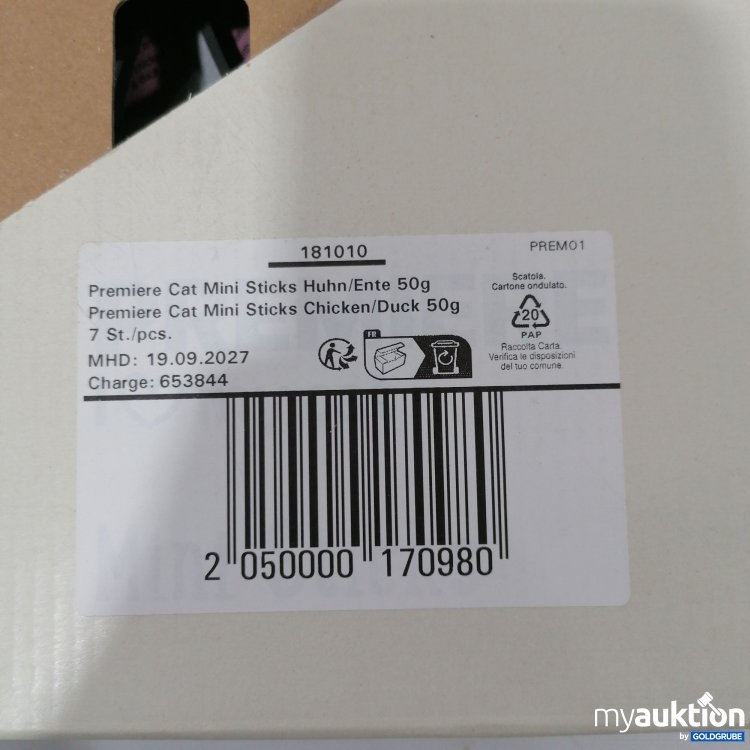 181010
PREM01
Premiere Cat Mini Sticks Huhn/Ente 50g
Premiere Cat Mini Sticks Chicken/Duck 50g
7 St./pcs.
MHD: 19.09.2027
Charge: 653844
FR
Scatola.
Cartone ondulato.
20
PAP
Raccolta Carta.
Verifica le disposizioni
del tuo comune.
2 050000 170980
myauktion
by GOLDGRUBE